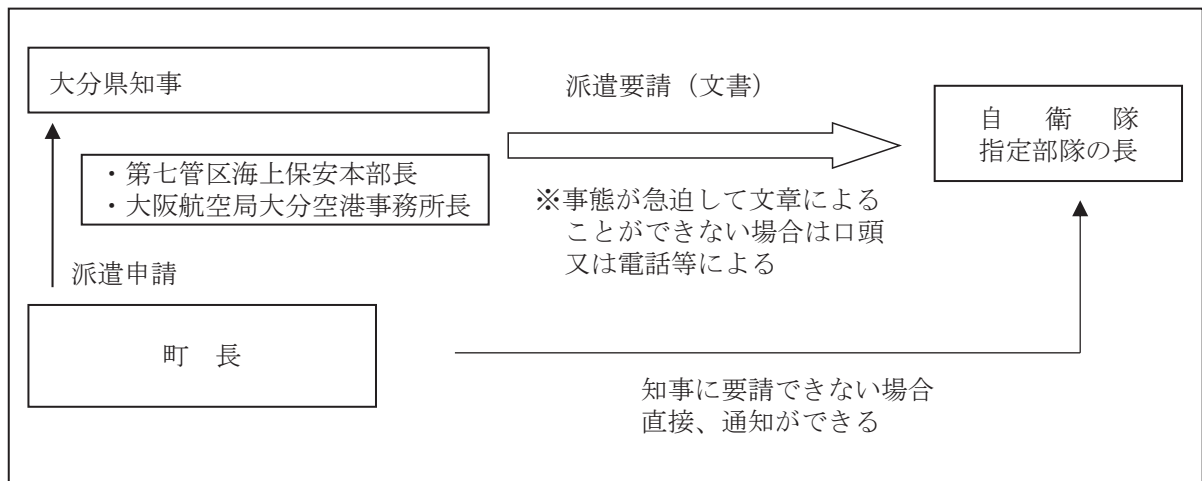 大分県知事
派遣要請（文書）
自　衛　隊
指定部隊の長
・第七管区海上保安本部長
・大阪航空局大分空港事務所長
※事態が急迫して文章による
ことができない場合は口頭
又は電話等による
派遣申請
町　長
知事に要請できない場合
直接、通知ができる